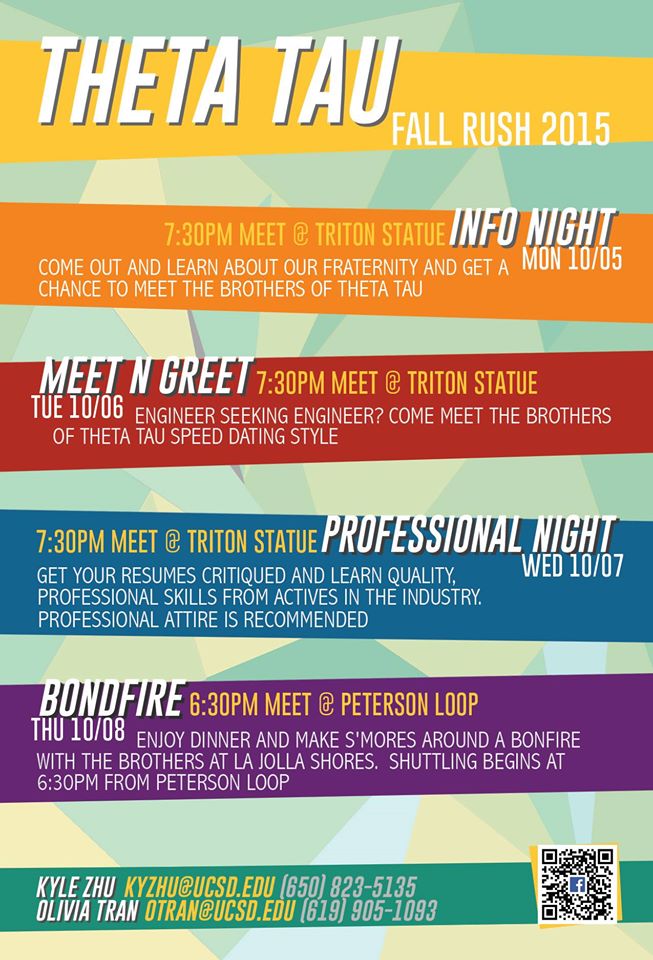 THETA TAU
FALL RUSH 2015
7:30PM MEET @ TRITON STATUE INFO NIGHT
MON 10/05
COME OUT AND LEARN ABOUT OUR FRATERNITY AND GET A
CHANCE TO MEET THE BROTHERS OF THETA TAU
MEET N GREET 7:30PM MEET @ TRITON STATUE
TUE 10/06 ENGINEER SEEKING ENGINEER? COME MEET THE BROTHERS
OF THETA TAU SPEED DATING STYLE
7:30PM MEET @ TRITON STATUE PROFESSIONAL NIGHT
WED 10/07
GET YOUR RESUMES CRITIQUED AND LEARN QUALITY,
PROFESSIONAL SKILLS FROM ACTIVES IN THE INDUSTRY.
PROFESSIONAL ATTIRE IS RECOMMENDED
BONDFIRE 6:30PM MEET @ PETERSON LOOP
THU 10/08 ENJOY DINNER AND MAKE S'MORES AROUND A BONFIRE
WITH THE BROTHERS AT LA JOLLA SHORES. SHUTTLING BEGINS AT
6:30PM FROM PETERSON LOOP
KYLE ZHU KYZHU@UCSD.EDU (650) 823-5135
OLIVIA TRAN OTRAN@UCSD.EDU (619) 905-1093